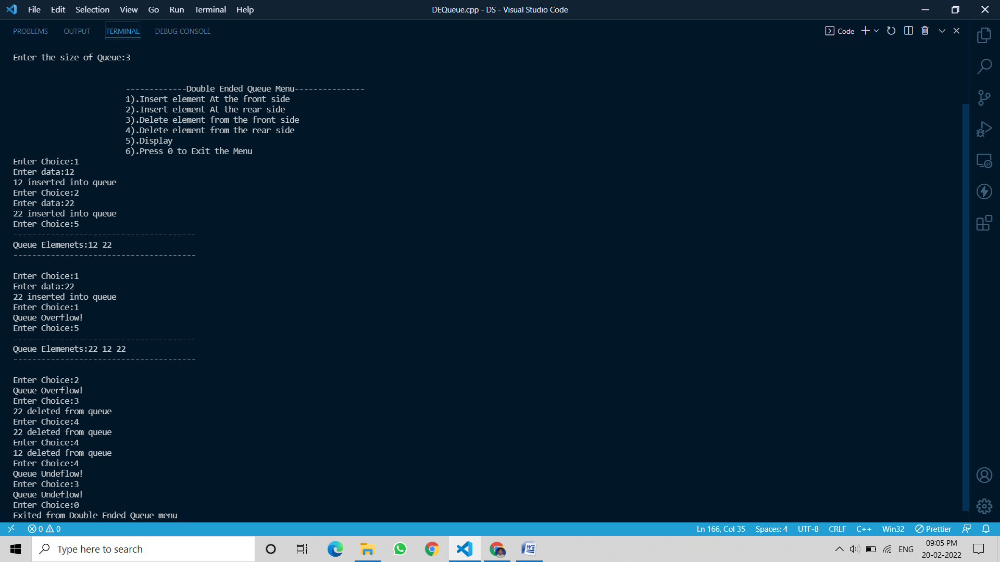 File Edit Selection View Go Run Terminal Help
DEQueue.cpp - DS - Visual Studio Code
PROBLEMS OUTPUT TERMINAL DEBUG CONSOLE
Code
Enter the size of Queue:3
-------------Double Ended Queue Menu---------------
1).Insert element At the front side
2).Insert element At the rear side
3).Delete element from the front side
4).Delete element from the rear side
5).Display
6).Press 0 to Exit the Menu
Enter Choice:1
Enter data:12
12 inserted into queue
Enter Choice:2
Enter data:22
22 inserted into queue
Enter Choice:5
---------------------------------------
Queue Elemenets:12 22
---------------------------------------
Enter Choice:1
Enter data:22
22 inserted into queue
Enter Choice:1
Queue Overflow!
Enter Choice:5
---------------------------------------
Queue Elemenets:22 12 22
---------------------------------------
Enter Choice:2
Queue Overflow!
Enter Choice:3
22 deleted from queue
Enter Choice:4
22 deleted from queue
Enter Choice:4
12 deleted from queue
Enter Choice:4
Queue Undeflow!
Enter Choice:3
Queue Undeflow!
Enter Choice:0
Exited from Double Ended Queue menu
0 0 Ln 166, Col 35 Spaces: 4 UTF-8 CRLF C++ Win32 Prettier
Type here to search
ENG
09:05 PM
20-02-2022